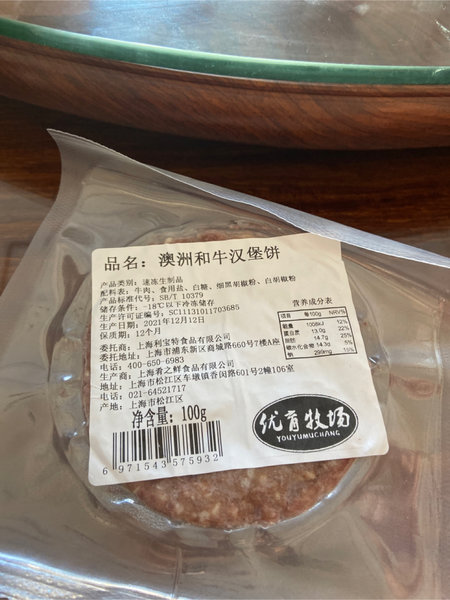 品名：澳洲和牛汉堡饼
产品类别：速冻生制品
配料表：牛肉、食用盐、白糖、烟黑胡椒粉、白胡椒粉
产品标准代号：SB/T 10379
储存条件：-18℃以下冷冻储存
生产许可证编号：SC11131011703685
生产日期：2021年12月12日
保质期：12个月
委托商：上海利宝特食品有限公司
地址：上海市浦东新区商城路660号7楼A座
电话：400-650-6983
生产商：上海肴之鲜食品有限公司
地址：上海市松江区车墩镇香闵路601号2幢106室
电话：021-64521717
产地：上海市松江区
净含量：100g
营养成分表
项目 每100g NRV%
能量 1008KJ 12%
蛋白质 13.0g 22%
脂肪 14.7g 25%
碳水化合物 14.3g 5%
钠 299mg 15%
优育牧场
YOUYUMUCHANG
6 971543 575932